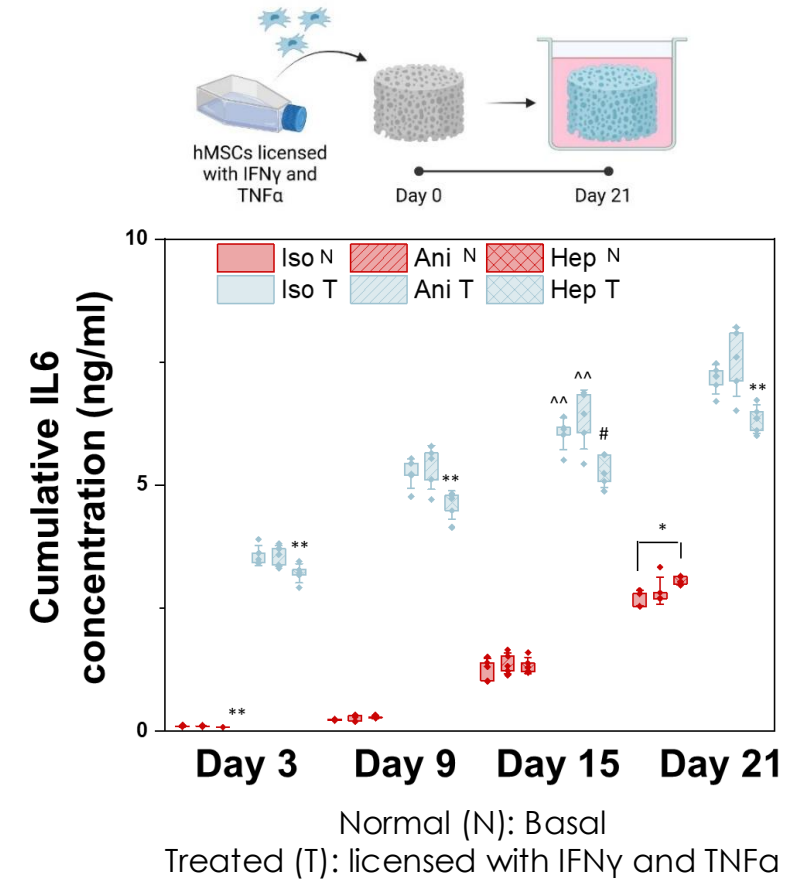 hMSCs licensed
with IFNγ and
TNFα
Day 0
Day 21
Cumulative IL6
concentration (ng/ml)
10
5
0
Iso N
Ani N
Hep N
Iso T
Ani T
Hep T
^^
^^
#
**
**
**
*
**
Day 3
Day 9
Day 15
Day 21
Normal (N): Basal
Treated (T): licensed with IFNγ and TNFα